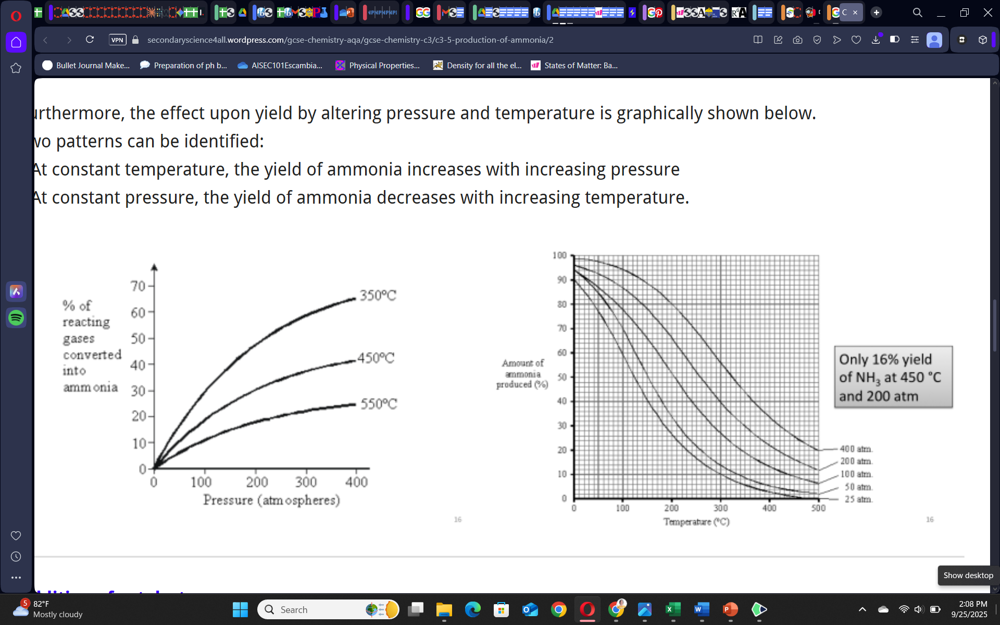 VPN
secondaryscience4all.wordpress.com/gcse-chemistry-aqa/gcse-chemistry-c3/c3-5-production-of-ammonia/2
Bullet Journal Make... Preparation of ph b... AISEC101Escambia... Physical Properties... Density for all the el... States of Matter: Ba...
urthermore, the effect upon yield by altering pressure and temperature is graphically shown below.
wo patterns can be identified:
At constant temperature, the yield of ammonia increases with increasing pressure
At constant pressure, the yield of ammonia decreases with increasing temperature.
% of
reacting
gases
converted
into
ammonia
70
60
50
40
30
20
10
0
350ºC
450ºC
550ºC
0 100 200 300 400
Pressure (atmospheres)
16
Amount of
ammonia
produced (%)
100
90
80
70
60
50
40
30
20
10
0
0 100 200 300 400 500
Temperature (ºC)
400 atm.
200 atm.
100 atm.
50 atm.
25 atm.
Only 16% yield
of NH₃ at 450 °C
and 200 atm
16
Show desktop
5
82°F
Mostly cloudy
Search
2:08 PM
9/25/2025